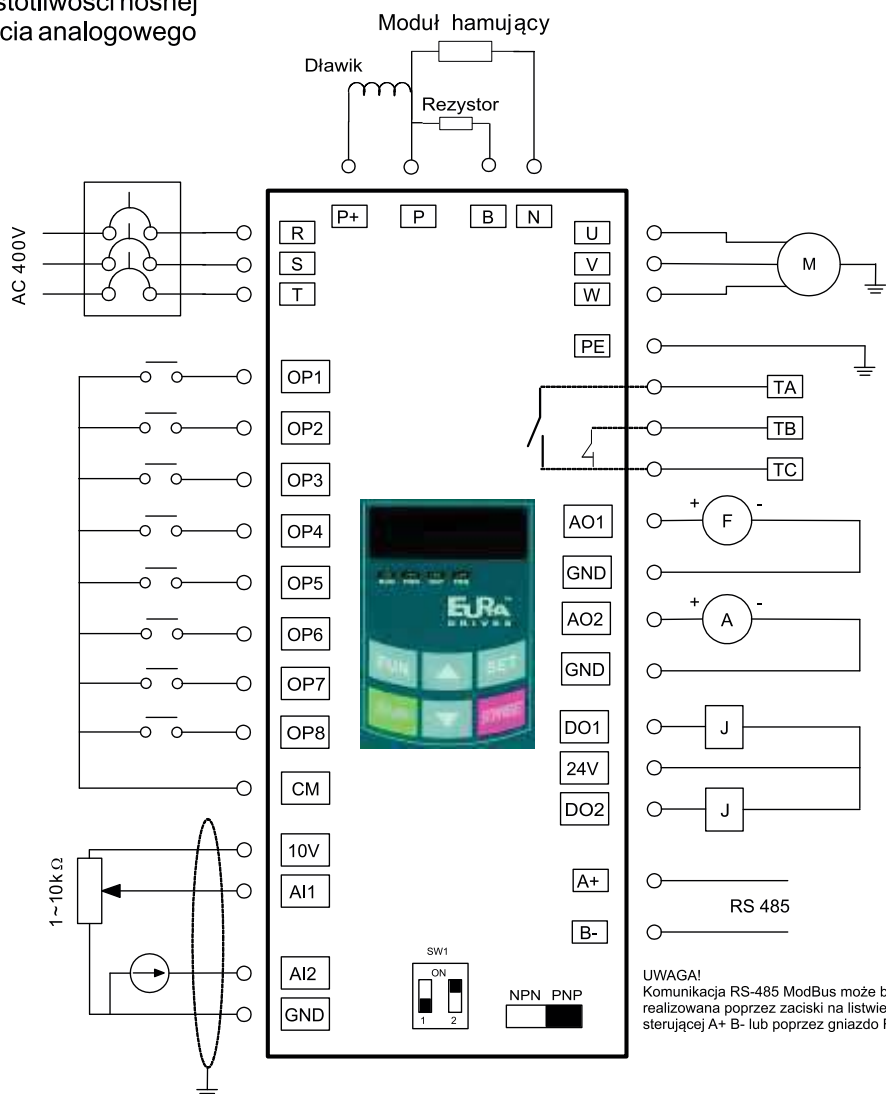 stotliwości nośnej
cia analogowego
Moduł hamujący
Dławik
Rezystor
P+ P B N
AC 400V
R
S
T
U
V
W
M
PE
TA
TB
TC
OP1
OP2
OP3
OP4
OP5
OP6
OP7
OP8
CM
EURA
DRIVES
FUN SET
AO1 + F -
GND
AO2 + A -
GND
DO1 J
24V
DO2 J
1~10kΩ
10V
AI1
AI2
GND
A+
RS 485
B-
SW1
ON
1 2
NPN PNP
UWAGA!
Komunikacja RS-485 ModBus może b
realizowana poprzez zaciski na listwie
sterującej A+ B- lub poprzez gniazdo